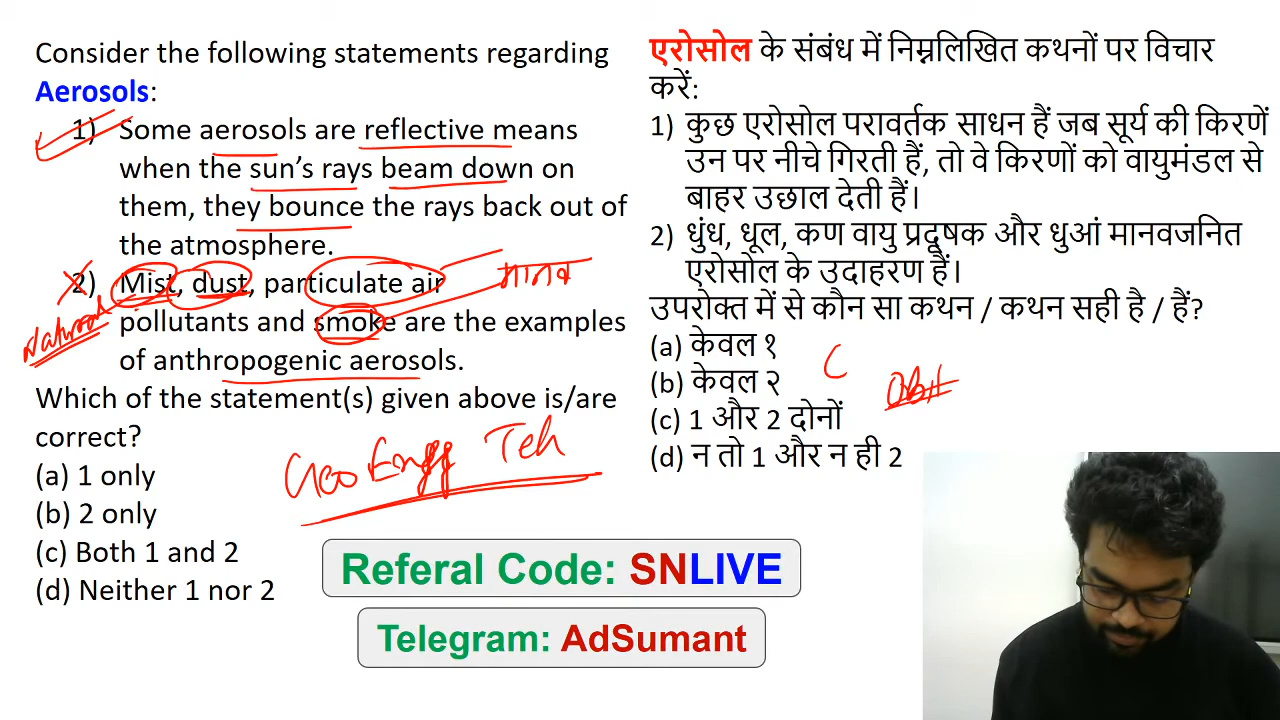 Consider the following statements regarding
Aerosols:
1) Some aerosols are reflective means
when the sun's rays beam down on
them, they bounce the rays back out of
the atmosphere.
2) Mist, dust, particulate air
pollutants and smoke are the examples
of anthropogenic aerosols.
Which of the statement(s) given above is/are
correct?
(a) 1 only
(b) 2 only
(c) Both 1 and 2
(d) Neither 1 nor 2
Natural
मानव
Geo Engg Teh
एरोसोल के संबंध में निम्नलिखित कथनों पर विचार
करें:
1) कुछ एरोसोल परावर्तक साधन हैं जब सूर्य की किरणें
उन पर नीचे गिरती हैं, तो वे किरणों को वायुमंडल से
बाहर उछाल देती हैं।
2) धुंध, धूल, कण वायु प्रदूषक और धुआं मानवजनित
एरोसोल के उदाहरण हैं।
उपरोक्त में से कौन सा कथन / कथन सही है / हैं?
(a) केवल १
(b) केवल २
(c) 1 और 2 दोनों
(d) न तो 1 और न ही 2
Referal Code: SNLIVE
Telegram: AdSumant